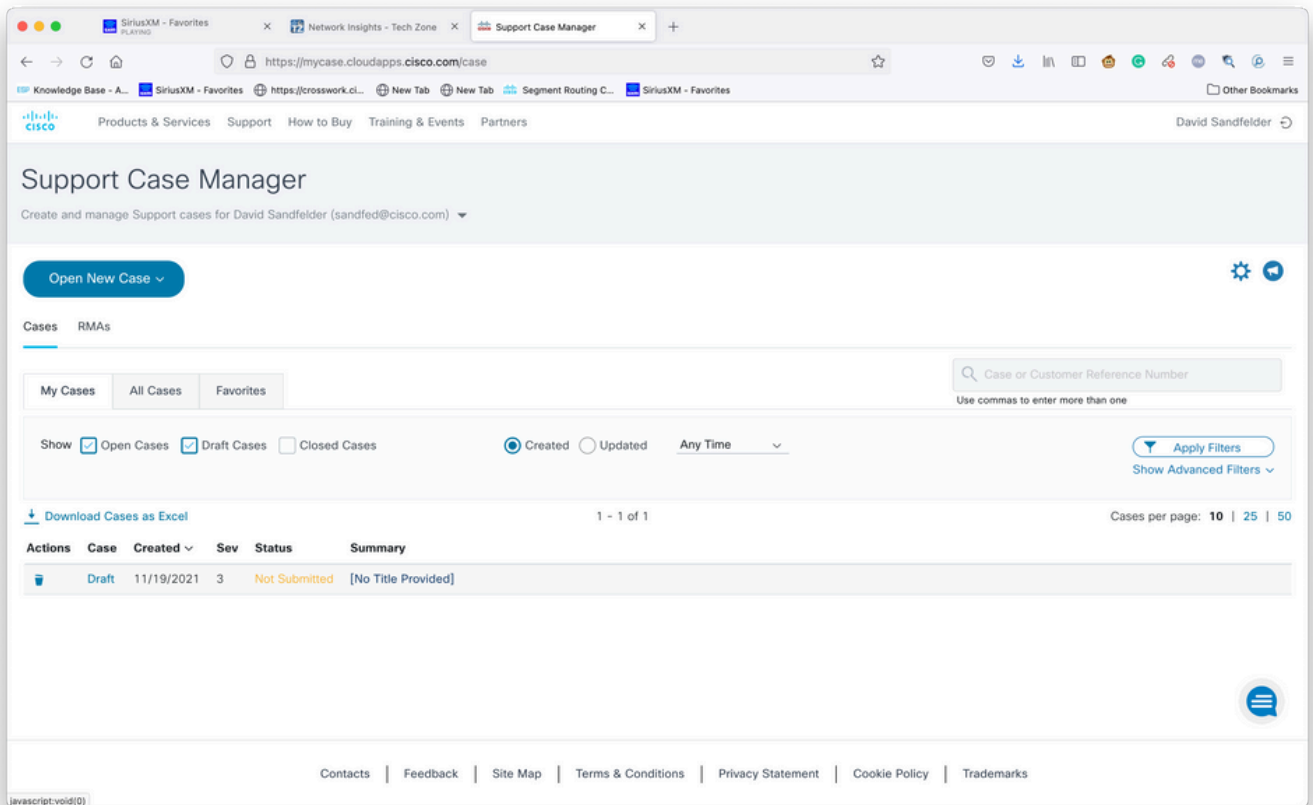 SiriusXM - Favorites
PLAYING
Network Insights - Tech Zone
Support Case Manager
https://mycase.cloudapps.cisco.com/case
Knowledge Base - A...
SiriusXM - Favorites
https://crosswork.ci...
New Tab
New Tab
Segment Routing C...
SiriusXM - Favorites
Other Bookmarks
CISCO
Products & Services Support How to Buy Training & Events Partners
David Sandfelder
Support Case Manager
Create and manage Support cases for David Sandfelder (sandfed@cisco.com)
Open New Case
Cases RMAs
My Cases All Cases Favorites
Case or Customer Reference Number
Use commas to enter more than one
Show Open Cases Draft Cases Closed Cases Created Updated Any Time
Apply Filters
Show Advanced Filters
Download Cases as Excel 1 - 1 of 1 Cases per page: 10 | 25 | 50
Actions Case Created Sev Status Summary
Draft 11/19/2021 3 Not Submitted [No Title Provided]
Contacts | Feedback | Site Map | Terms & Conditions | Privacy Statement | Cookie Policy | Trademarks
javascript:void(0)